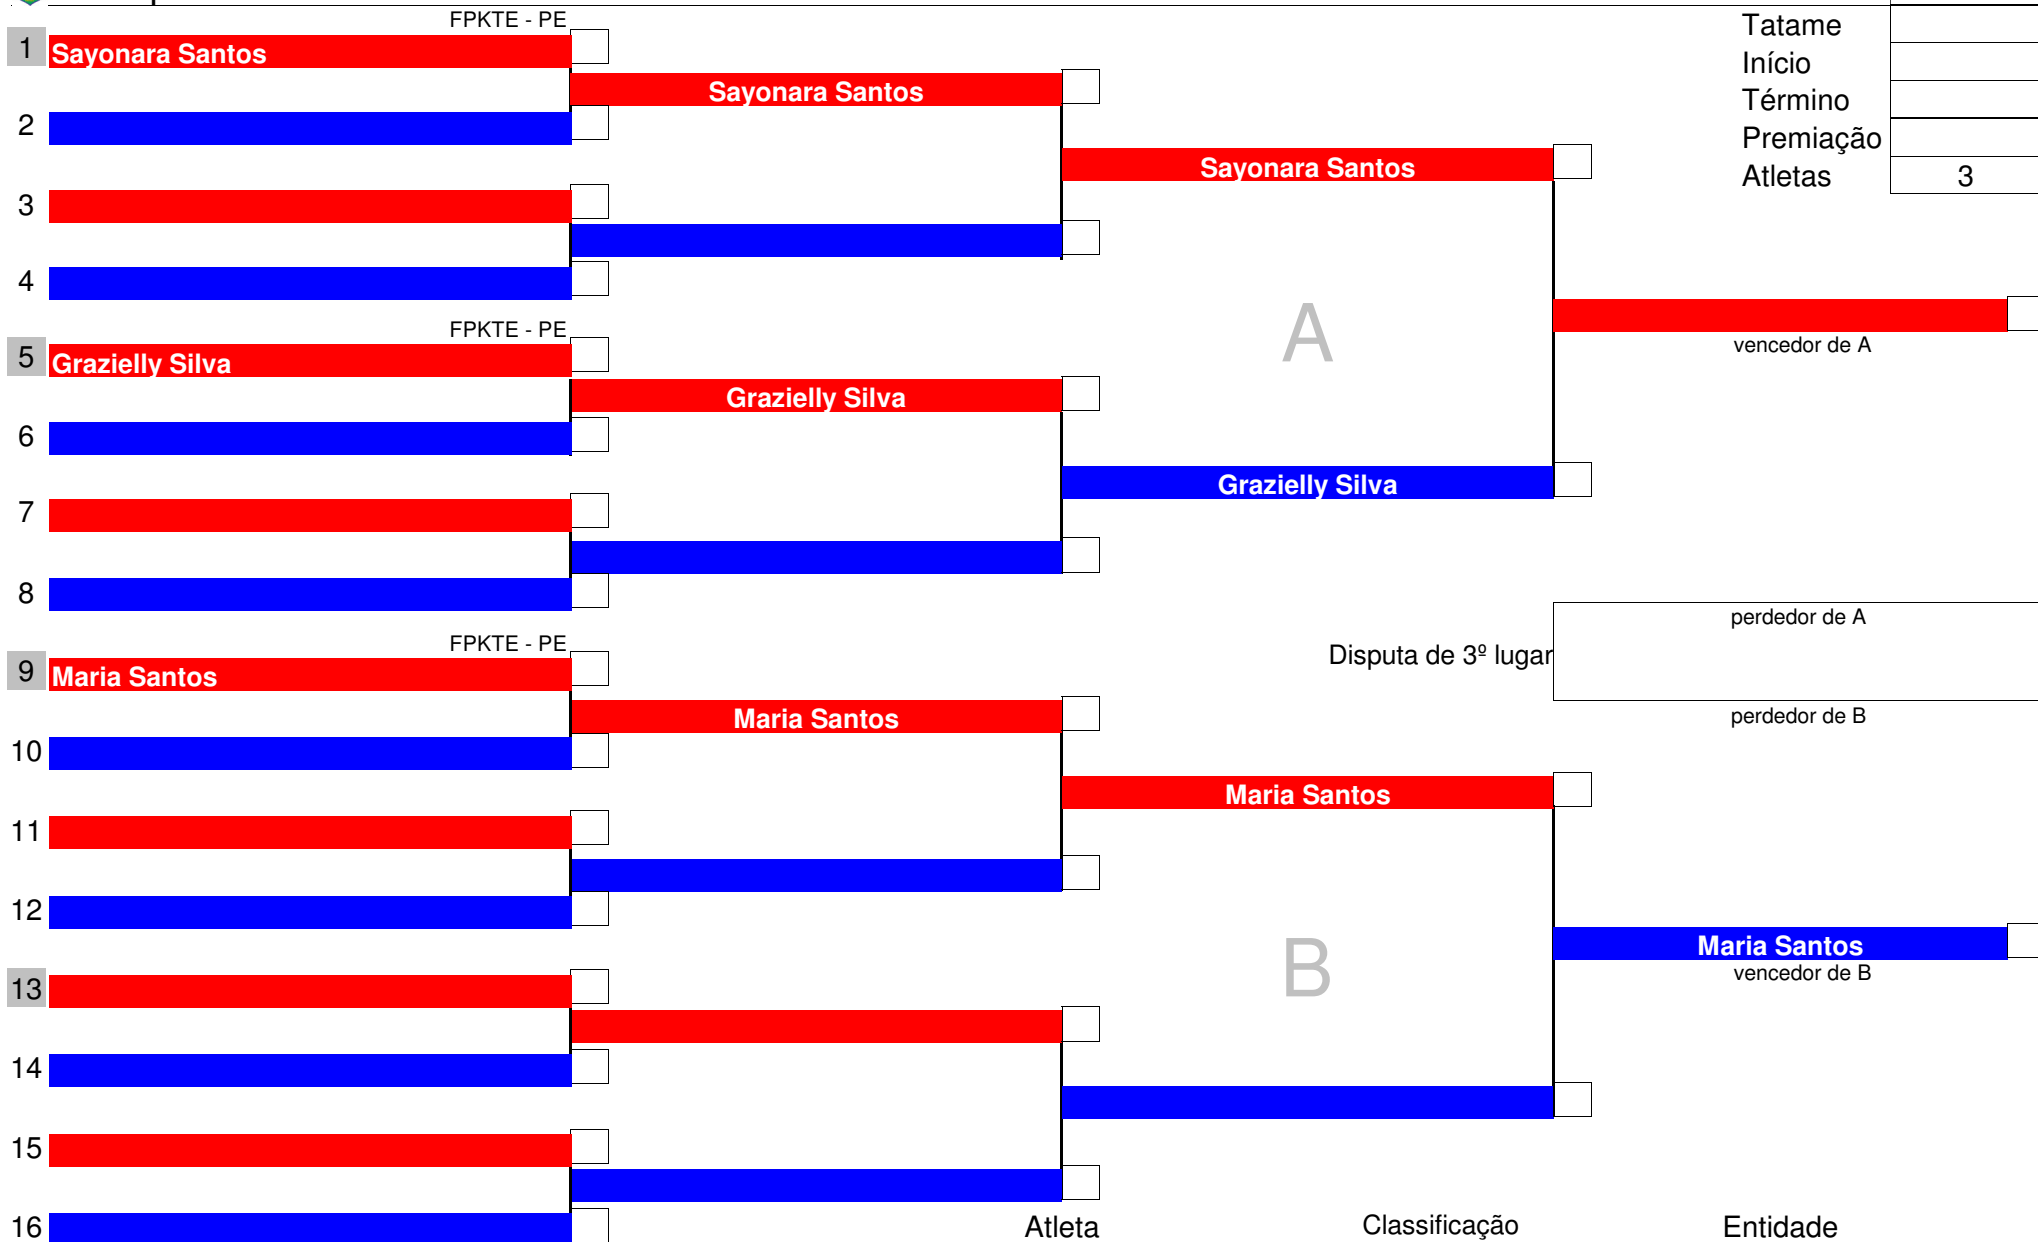 FPKTE - PE
Tatame
1 Sayonara Santos
Início
Sayonara Santos
Término
2
Premiação
Sayonara Santos
Atletas 3
3
4
FPKTE - PE
vencedor de A
A
5 Grazielly Silva
Grazielly Silva
6
Grazielly Silva
7
8
perdedor de A
FPKTE - PE
Disputa de 3º lugar
9 Maria Santos
Maria Santos
perdedor de B
10
Maria Santos
11
12
Maria Santos
vencedor de B
B
13
14
15
16
Atleta Classificação Entidade